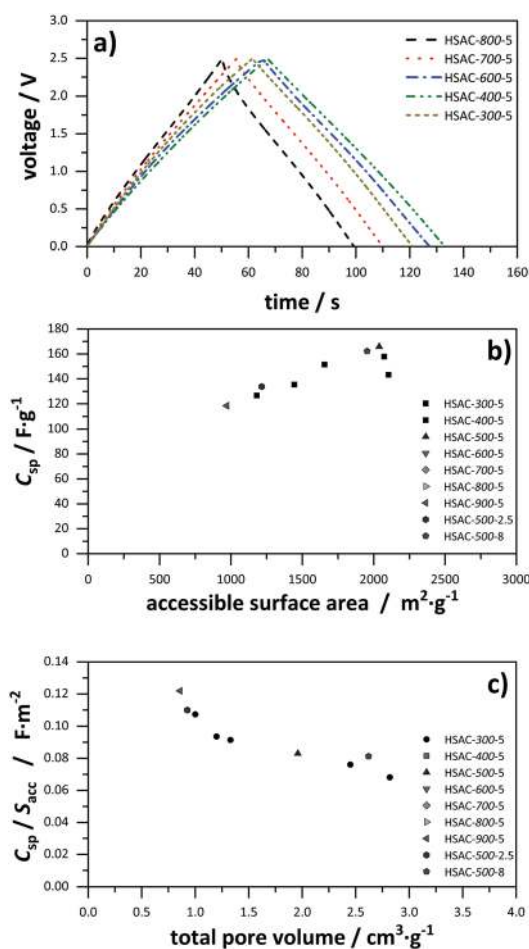 a)
voltage / V
3.0
2.5
2.0
1.5
1.0
0.5
0.0
HSAC-800-5
HSAC-700-5
HSAC-600-5
HSAC-400-5
HSAC-300-5
0 20 40 60 80 100 120 140 160
time / s
b)
Csp / F·g-1
180
160
140
120
100
80
60
40
20
0
HSAC-300-5
HSAC-400-5
HSAC-500-5
HSAC-600-5
HSAC-700-5
HSAC-800-5
HSAC-900-5
HSAC-500-2.5
HSAC-500-8
0 500 1000 1500 2000 2500 3000
accessible surface area / m2·g-1
c)
Csp / Sacc / F·m-2
0.14
0.12
0.10
0.08
0.06
0.04
0.02
0.00
HSAC-300-5
HSAC-400-5
HSAC-500-5
HSAC-600-5
HSAC-700-5
HSAC-800-5
HSAC-900-5
HSAC-500-2.5
HSAC-500-8
0.0 0.5 1.0 1.5 2.0 2.5 3.0 3.5 4.0
total pore volume / cm3·g-1